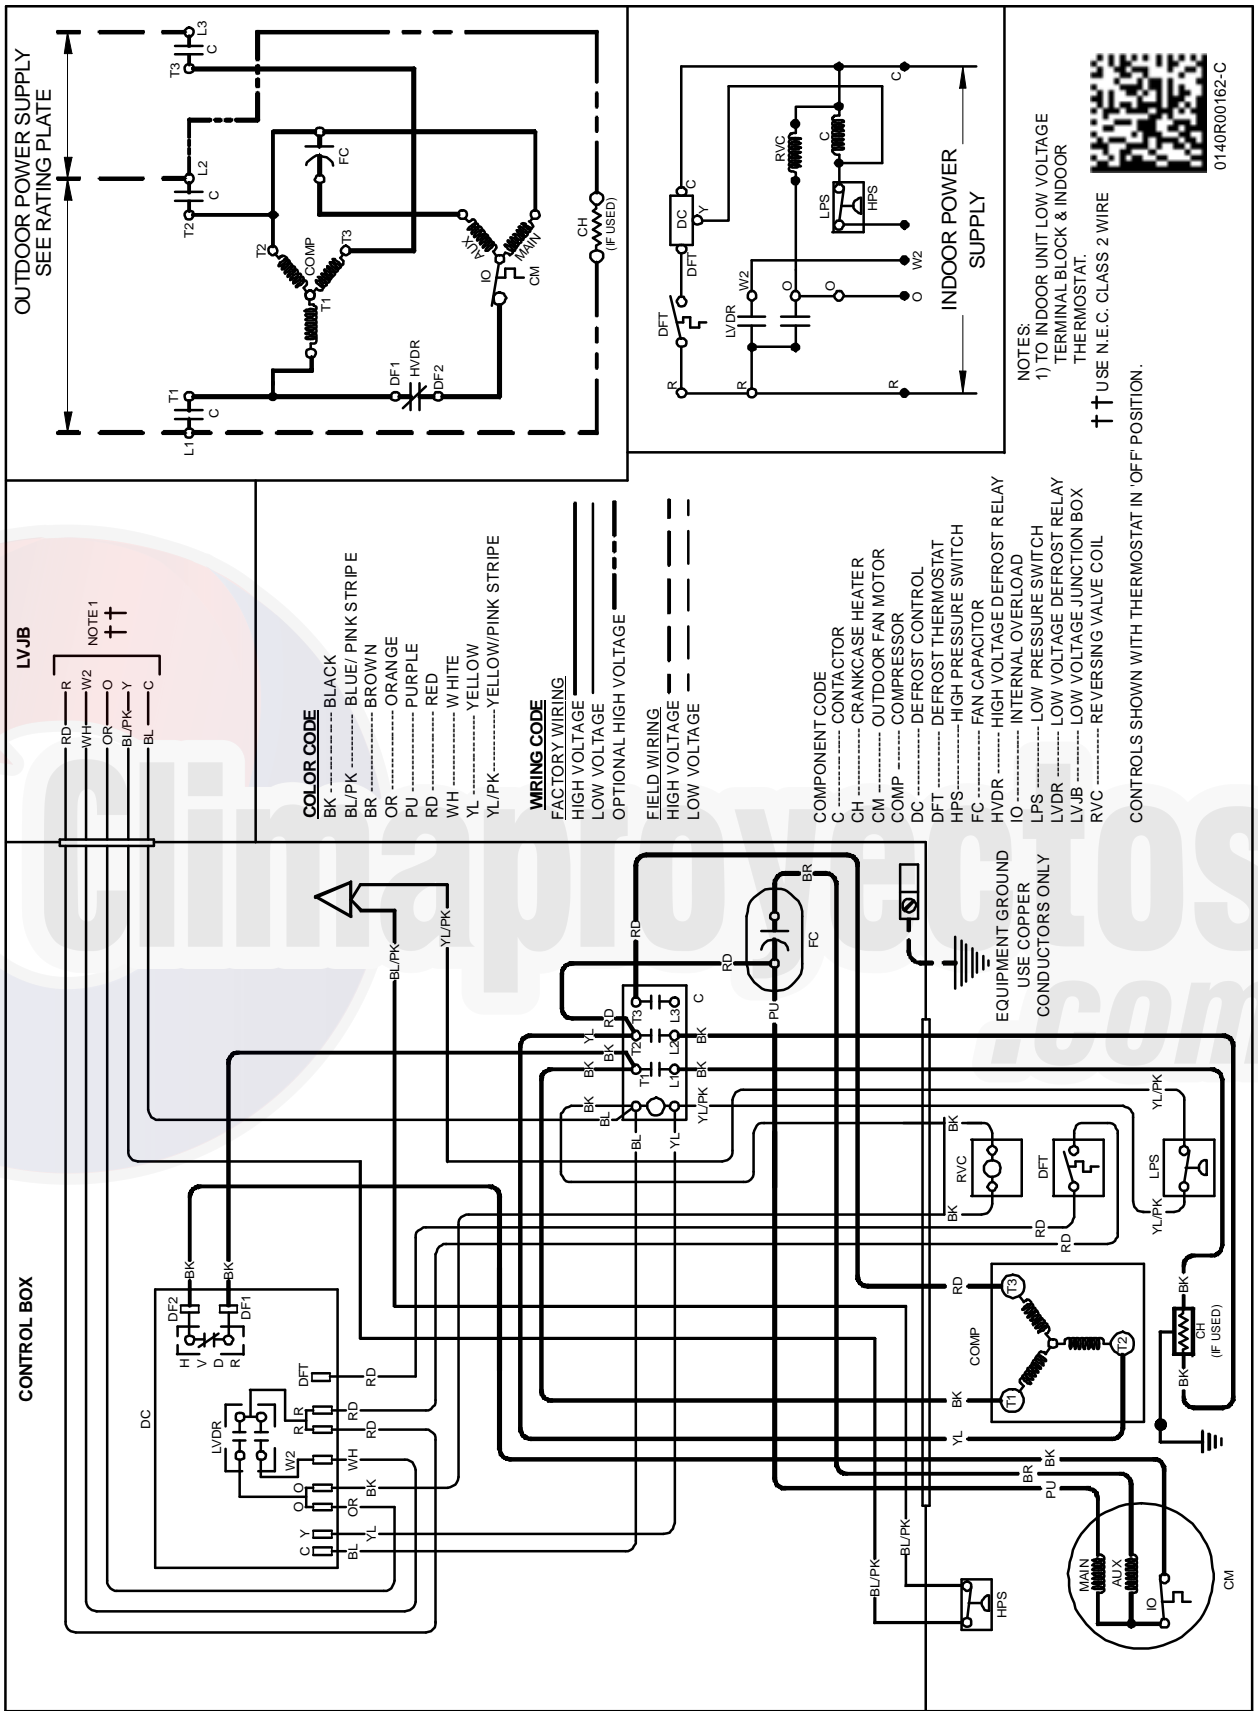 CONTROL BOX
LVJB
OUTDOOR POWER SUPPLY
SEE RATING PLATE
DC
LVDR
H
V
D
R
DF2
DF1
BK
BK
C
Y
O
O
W2
R
R
DFT
BL
YL
OR
BK
WH
RD
RD
RD
RD
R
WH
W2
OR
O
BL/PK
Y
BL
C
NOTE 1
††
BL/PK
YL/PK
BK
BL
BK
BK
YL
RD
RD
T1
T2
T3
L1
L2
L3
C
BL
YL
YL/PK
BK
BK
RD
PU
BR
FC
BL/PK
BL/PK
HPS
PU
BR
BK
YL
BK
RD
MAIN
AUX
IO
CM
COMP
T1
T2
T3
BK
BK
RVC
RD
RD
DFT
YL/PK
YL/PK
LPS
BK
BK
CH
(IF USED)
EQUIPMENT GROUND
USE COPPER
CONDUCTORS ONLY
COLOR CODE
BK ---------- BLACK
BL/PK -------- BLUE/ PINK STRIPE
BR ---------- BROWN
OR ---------- ORANGE
PU ---------- PURPLE
RD ---------- RED
WH ---------- WHITE
YL ---------- YELLOW
YL/PK---------- YELLOW/PINK STRIPE
WIRING CODE
FACTORY WIRING
HIGH VOLTAGE
LOW VOLTAGE
OPTIONAL HIGH VOLTAGE
FIELD WIRING
HIGH VOLTAGE
LOW VOLTAGE
COMPONENT CODE
C ---------- CONTACTOR
CH ---------- CRANKCASE HEATER
CM -------- OUTDOOR FAN MOTOR
COMP ------ COMPRESSOR
DC ---------- DEFROST CONTROL
DFT -------- DEFROST THERMOSTAT
HPS-------- HIGH PRESSURE SWITCH
FC ---------- FAN CAPACITOR
HVDR ------ HIGH VOLTAGE DEFROST RELAY
IO ---------- INTERNAL OVERLOAD
LPS -------- LOW PRESSURE SWITCH
LVDR ------ LOW VOLTAGE DEFROST RELAY
LVJB -------- LOW VOLTAGE JUNCTION BOX
RVC -------- REVERSING VALVE COIL
CONTROLS SHOWN WITH THERMOSTAT IN 'OFF' POSITION.
L1
T1
C
T2
L2
C
T3
L3
C
T2
COMP
T3
T1
FC
DF1
HVDR
DF2
AUX
MAIN
IO
CM
CH
(IF USED)
R
DFT
DFT
DC
C
Y
R
LVDR
W2
O
RVC
O
LPS
HPS
C
R
O
W2
C
INDOOR POWER
SUPPLY
NOTES:
1) TO INDOOR UNIT LOW VOLTAGE
TERMINAL BLOCK & INDOOR
THERMOSTAT.
†† USE N.E.C. CLASS 2 WIRE
0140R00162-C
Climaproyectos
.com